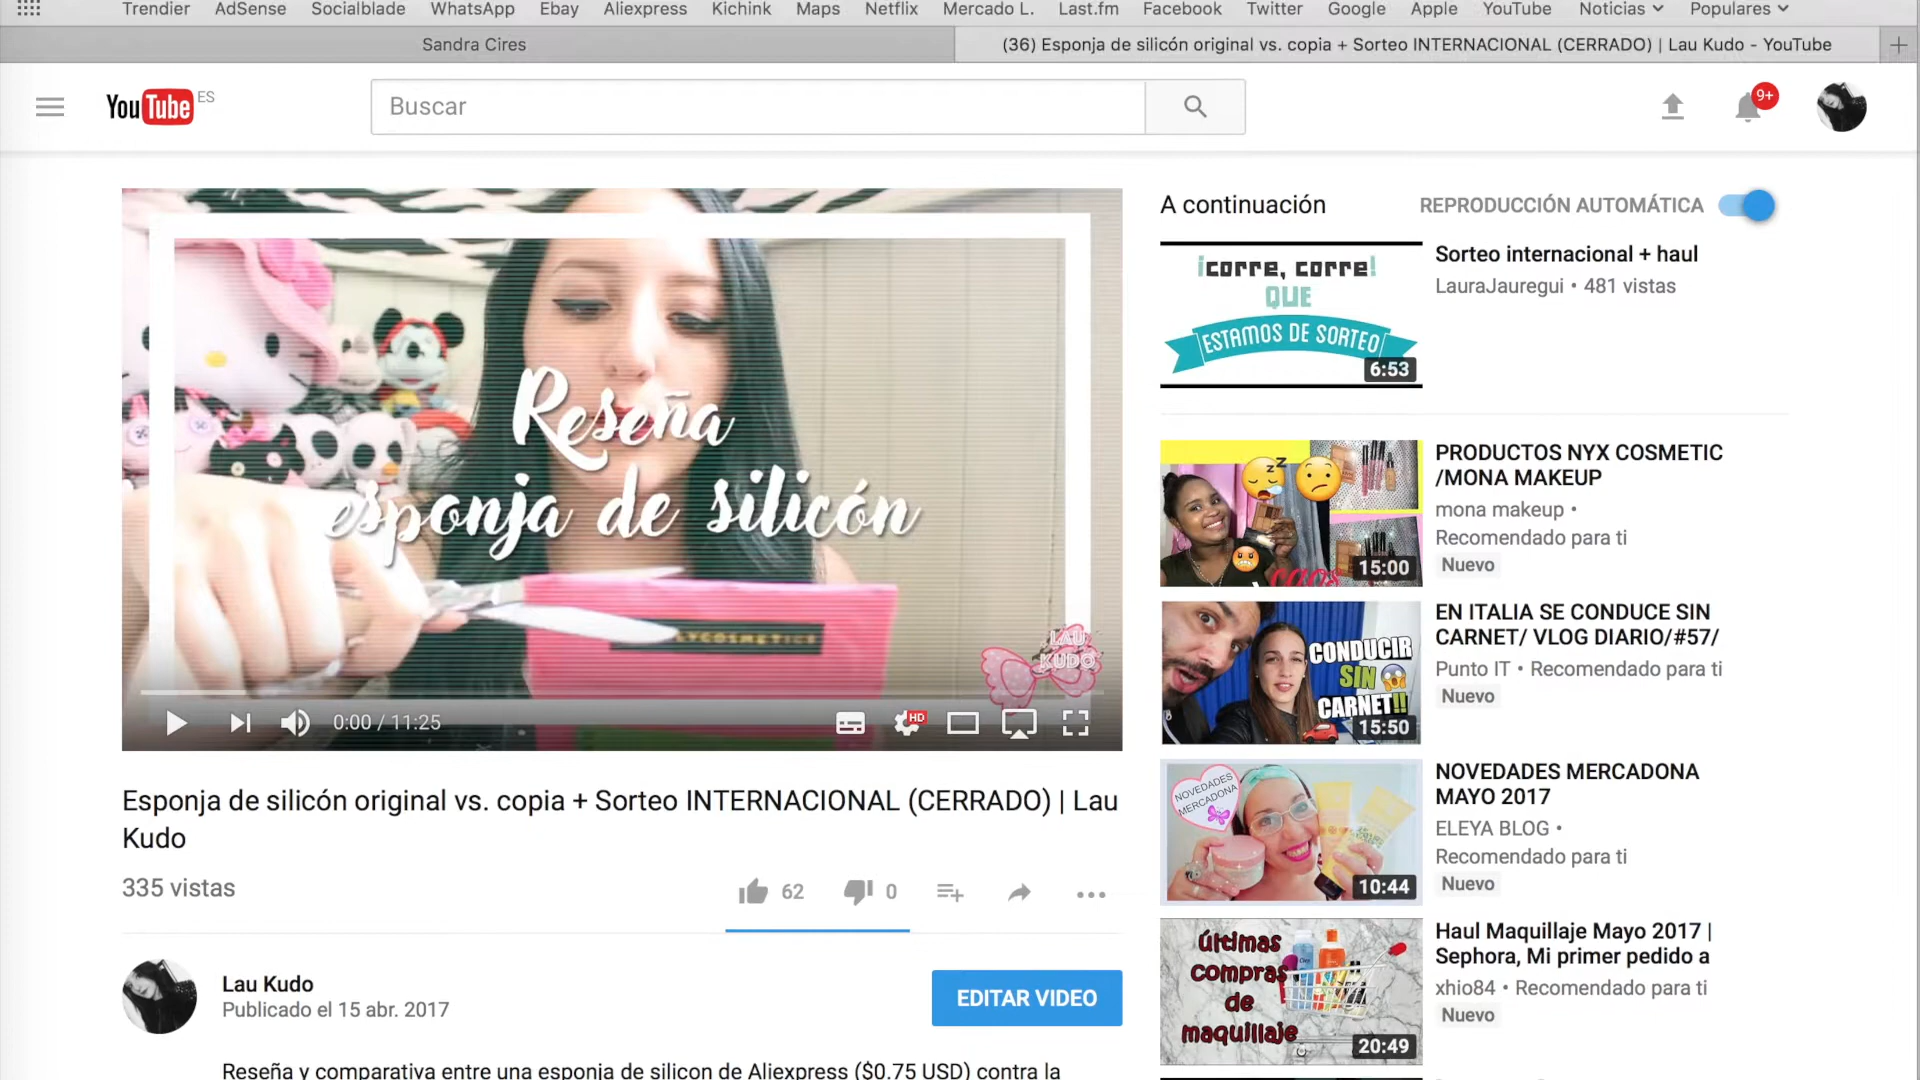 Trendier AdSense Socialblade WhatsApp Ebay Aliexpress Kichink Maps Netflix Mercado L. Last.fm Facebook Twitter Google Apple YouTube Noticias Populares
Sandra Cires
(36) Esponja de silicón original vs. copia + Sorteo INTERNACIONAL (CERRADO) | Lau Kudo - YouTube
YouTube ES
Buscar
9+
Reseña
esponja de silicón
LYCOSMETICS
LAU
KUDO
0:00 / 11:25
HD
Esponja de silicón original vs. copia + Sorteo INTERNACIONAL (CERRADO) | Lau
Kudo
335 vistas
62
0
Lau Kudo
Publicado el 15 abr. 2017
EDITAR VIDEO
Reseña y comparativa entre una esponja de silicon de Aliexpress ($0.75 USD) contra la
A continuación
REPRODUCCIÓN AUTOMÁTICA
¡corre, corre!
QUE
ESTAMOS DE SORTEO
6:53
Sorteo internacional + haul
LauraJauregui • 481 vistas
zZ
caos
15:00
PRODUCTOS NYX COSMETIC
/MONA MAKEUP
mona makeup •
Recomendado para ti
Nuevo
CONDUCIR
SIN
CARNET!!
15:50
EN ITALIA SE CONDUCE SIN
CARNET/ VLOG DIARIO/#57/
Punto IT • Recomendado para ti
Nuevo
NOVEDADES
MERCADONA
10:44
NOVEDADES MERCADONA
MAYO 2017
ELEYA BLOG •
Recomendado para ti
Nuevo
últimas
compras
de
maquillaje
20:49
Haul Maquillaje Mayo 2017 |
Sephora, Mi primer pedido a
xhio84 • Recomendado para ti
Nuevo